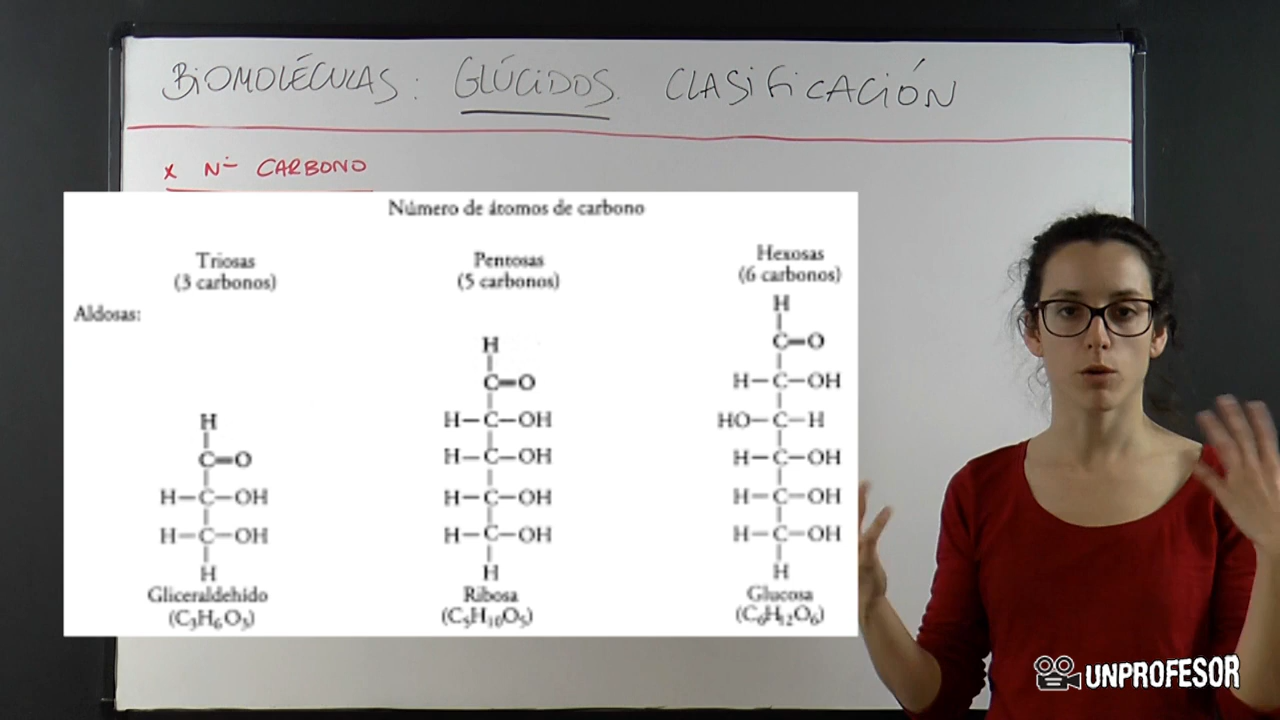 BIOMOLÉCULAS: GLÚCIDOS. CLASIFICACIÓN
x Nº CARBONO
Número de átomos de carbono
Triosas
(3 carbonos)
Pentosas
(5 carbonos)
Hexosas
(6 carbonos)
Aldosas:
H
C=O
H-C-OH
H-C-OH
H
Gliceraldehído
(C₃H₆O₃)
H
C=O
H-C-OH
H-C-OH
H-C-OH
H-C-OH
H
Ribosa
(C₅H₁₀O₅)
H
C=O
H-C-OH
HO-C-H
H-C-OH
H-C-OH
H-C-OH
H
Glucosa
(C₆H₁₂O₆)
UNPROFESOR